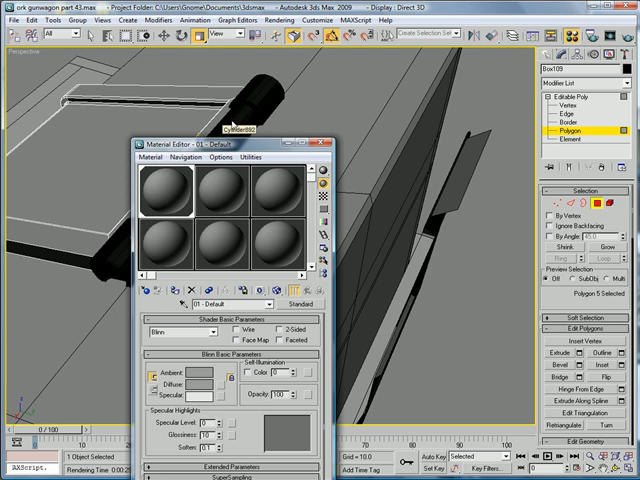 ork gunwagon part 43.max - Project Folder: C:\Users\Gnome\Documents\3dsmax - Autodesk 3ds Max 2009 - Display : Direct 3D
File Edit Tools Group Views Create Modifiers Animation Graph Editors Rendering Customize MAXScript Help
All View Create Selection Set
Perspective
Cylinder892
Material Editor - 01 - Default
Material Navigation Options Utilities
01 - Default Standard
Shader Basic Parameters
Blinn Wire 2-Sided
Face Map Faceted
Blinn Basic Parameters
Self-Illumination
Ambient: Color 0
Diffuse:
Specular: Opacity: 100
Specular Highlights
Specular Level: 0
Glossiness: 10
Soften: 0.1
Extended Parameters
SuperSampling
Box109
Modifier List
Editable Poly
Vertex
Edge
Border
Polygon
Element
Selection
By Vertex
Ignore Backfacing
By Angle: 45.0
Shrink Grow
Ring Loop
Preview Selection
Off SubObj Multi
Polygon 5 Selected
Soft Selection
Edit Polygons
Insert Vertex
Extrude Outline
Bevel Inset
Bridge Flip
Hinge From Edge
Extrude Along Spline
Edit Triangulation
Retriangulate Turn
Edit Geometry
0 / 100
0 50 60 70 80 90 100
1 Object Selected
Grid = 10.0
Auto Key Selected
AXScript.
Rendering Time 0:00:2
Add Time Tag
Set Key Key Filters... 0